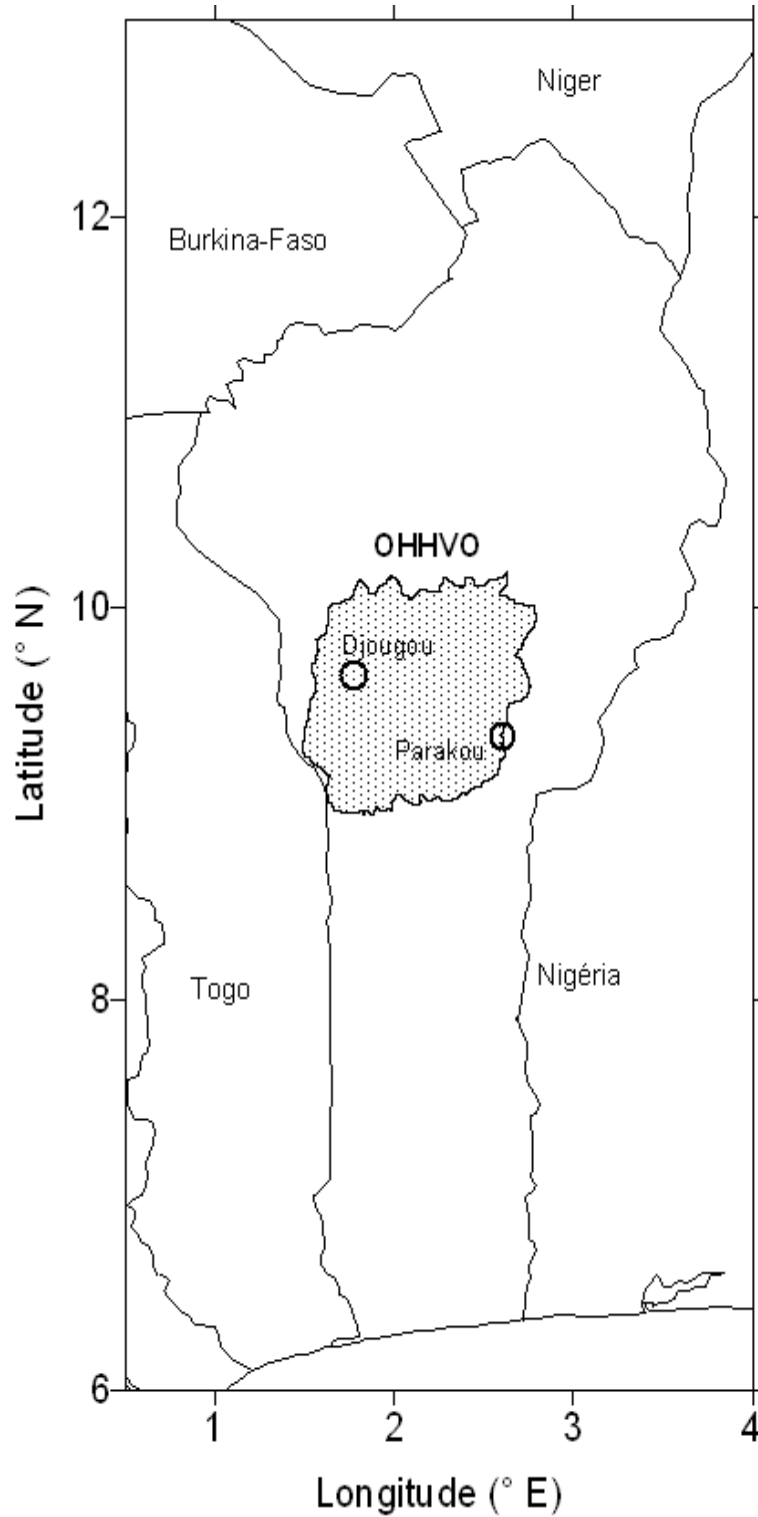 Niger
12
Burkina-Faso
OHHVO
10
Djougou
Parakou
Latitude (° N)
8
Togo
Nigéria
6
1 2 3 4
Longitude (° E)